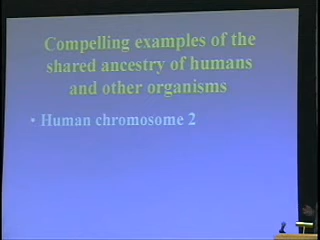 Compelling examples of the
shared ancestry of humans
and other organisms
• Human chromosome 2